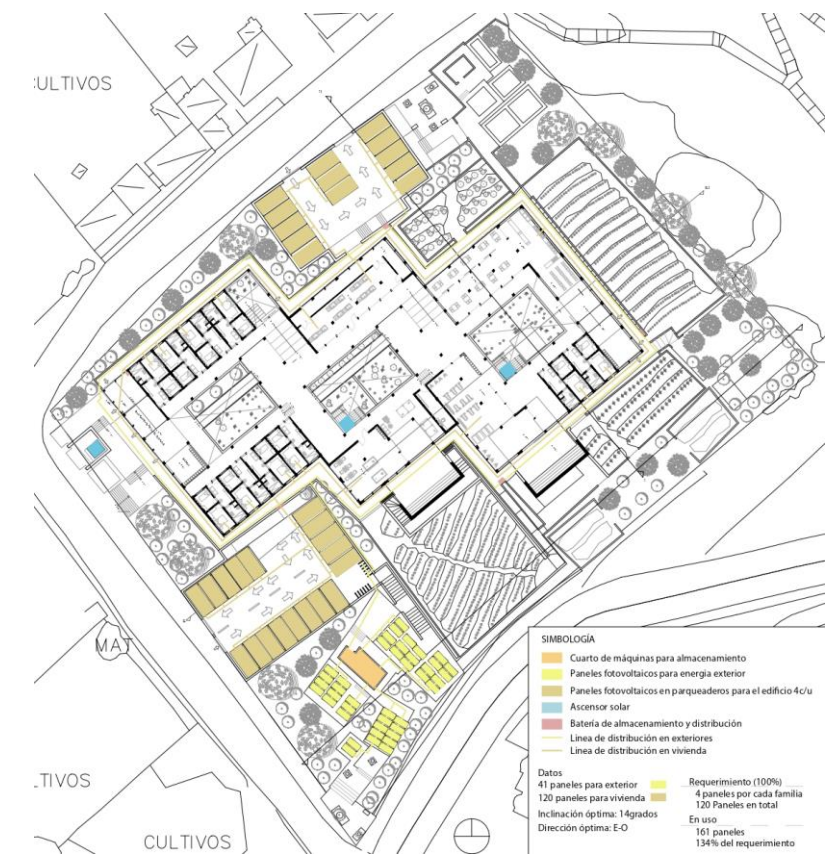 CULTIVOS
MAT
TIVOS
CULTIVOS
SIMBOLOGÍA
Cuarto de máquinas para almacenamiento
Paneles fotovoltaicos para energia exterior
Paneles fotovoltaicos en parqueaderos para el edificio 4c/u
Ascensor solar
Batería de almacenamiento y distribución
Linea de distribución en exteriores
Linea de distribución en vivienda
Datos
41 paneles para exterior
120 paneles para vivienda
Inclinación óptima: 14grados
Dirección óptima: E-O
Requerimiento (100%)
4 paneles por cada familia
120 Paneles en total
En uso
161 paneles
134% del requerimiento